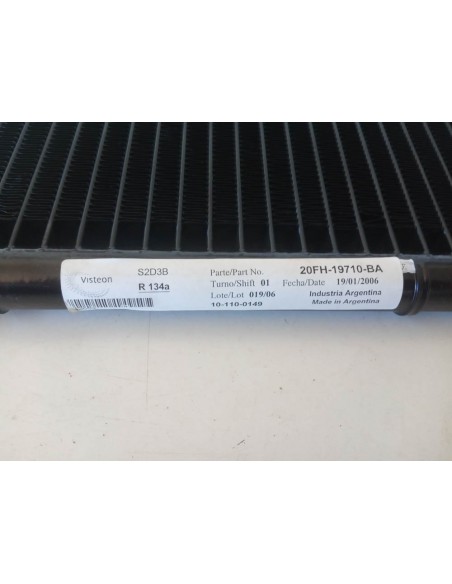 Visteon S2D3B Parte/Part No. 20FH-19710-BA
R 134a Turno/Shift 01 Fecha/Date 19/01/2006
Lote/Lot 019/06 Industria Argentina
10-110-0149 Made in Argentina